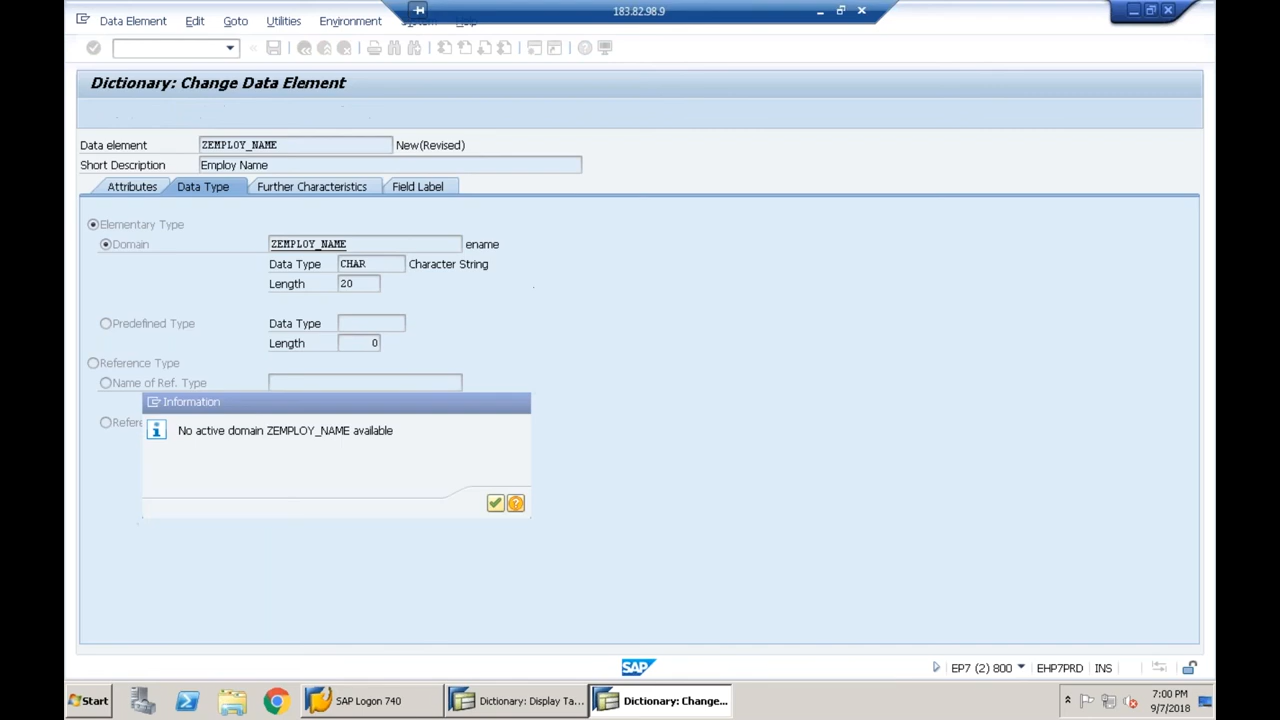 183.82.98.9
Data Element Edit Goto Utilities Environment System Help
Dictionary: Change Data Element
Data element ZEMPLOY_NAME New(Revised)
Short Description Employ Name
Attributes Data Type Further Characteristics Field Label
Elementary Type
Domain ZEMPLOY_NAME ename
Data Type CHAR Character String
Length 20
Predefined Type Data Type
Length 0
Reference Type
Name of Ref. Type
Refere
Information
No active domain ZEMPLOY_NAME available
SAP EP7 (2) 800 EHP7PRD INS
Start SAP Logon 740 Dictionary: Display Ta... Dictionary: Change... 7:00 PM
9/7/2018